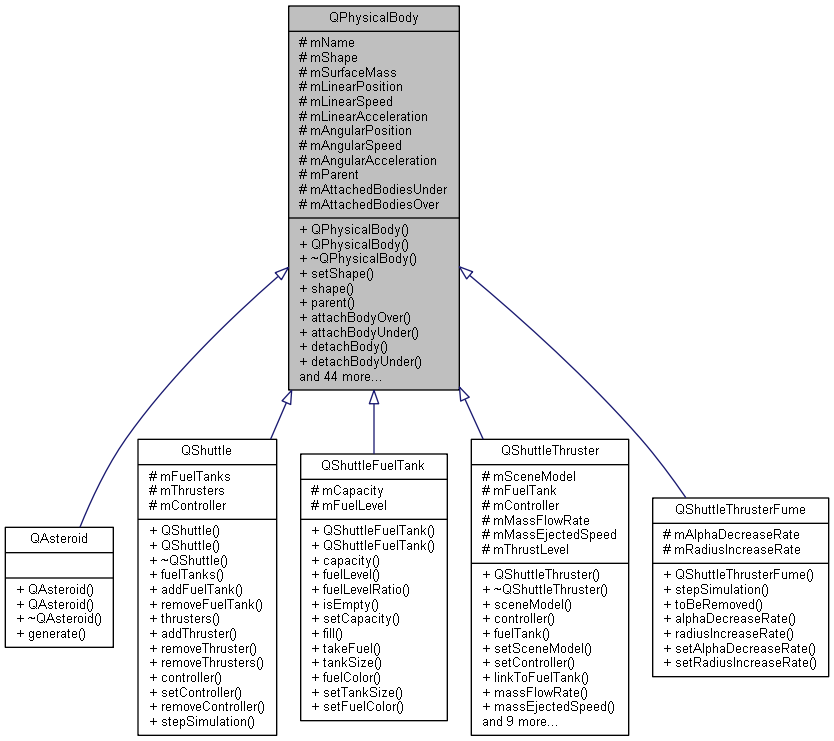 QPhysicalBody
# mName
# mShape
# mSurfaceMass
# mLinearPosition
# mLinearSpeed
# mLinearAcceleration
# mAngularPosition
# mAngularSpeed
# mAngularAcceleration
# mParent
# mAttachedBodiesUnder
# mAttachedBodiesOver
+ QPhysicalBody()
+ QPhysicalBody()
+ ~QPhysicalBody()
+ setShape()
+ shape()
+ parent()
+ attachBodyOver()
+ attachBodyUnder()
+ detachBody()
+ detachBodyUnder()
and 44 more...
QAsteroid
+ QAsteroid()
+ QAsteroid()
+ ~QAsteroid()
+ generate()
QShuttle
# mFuelTanks
# mThrusters
# mController
+ QShuttle()
+ QShuttle()
+ ~QShuttle()
+ fuelTanks()
+ addFuelTank()
+ removeFuelTank()
+ thrusters()
+ addThruster()
+ removeThruster()
+ removeThrusters()
+ controller()
+ setController()
+ removeController()
+ stepSimulation()
QShuttleFuelTank
# mCapacity
# mFuelLevel
+ QShuttleFuelTank()
+ QShuttleFuelTank()
+ capacity()
+ fuelLevel()
+ fuelLevelRatio()
+ isEmpty()
+ setCapacity()
+ fill()
+ takeFuel()
+ tankSize()
+ fuelColor()
+ setTankSize()
+ setFuelColor()
QShuttleThruster
# mSceneModel
# mFuelTank
# mController
# mMassFlowRate
# mMassEjectedSpeed
# mThrustLevel
+ QShuttleThruster()
+ ~QShuttleThruster()
+ sceneModel()
+ controller()
+ fuelTank()
+ setSceneModel()
+ setController()
+ linkToFuelTank()
+ massFlowRate()
+ massEjectedSpeed()
and 9 more...
QShuttleThrusterFume
# mAlphaDecreaseRate
# mRadiusIncreaseRate
+ QShuttleThrusterFume()
+ stepSimulation()
+ toBeRemoved()
+ alphaDecreaseRate()
+ radiusIncreaseRate()
+ setAlphaDecreaseRate()
+ setRadiusIncreaseRate()